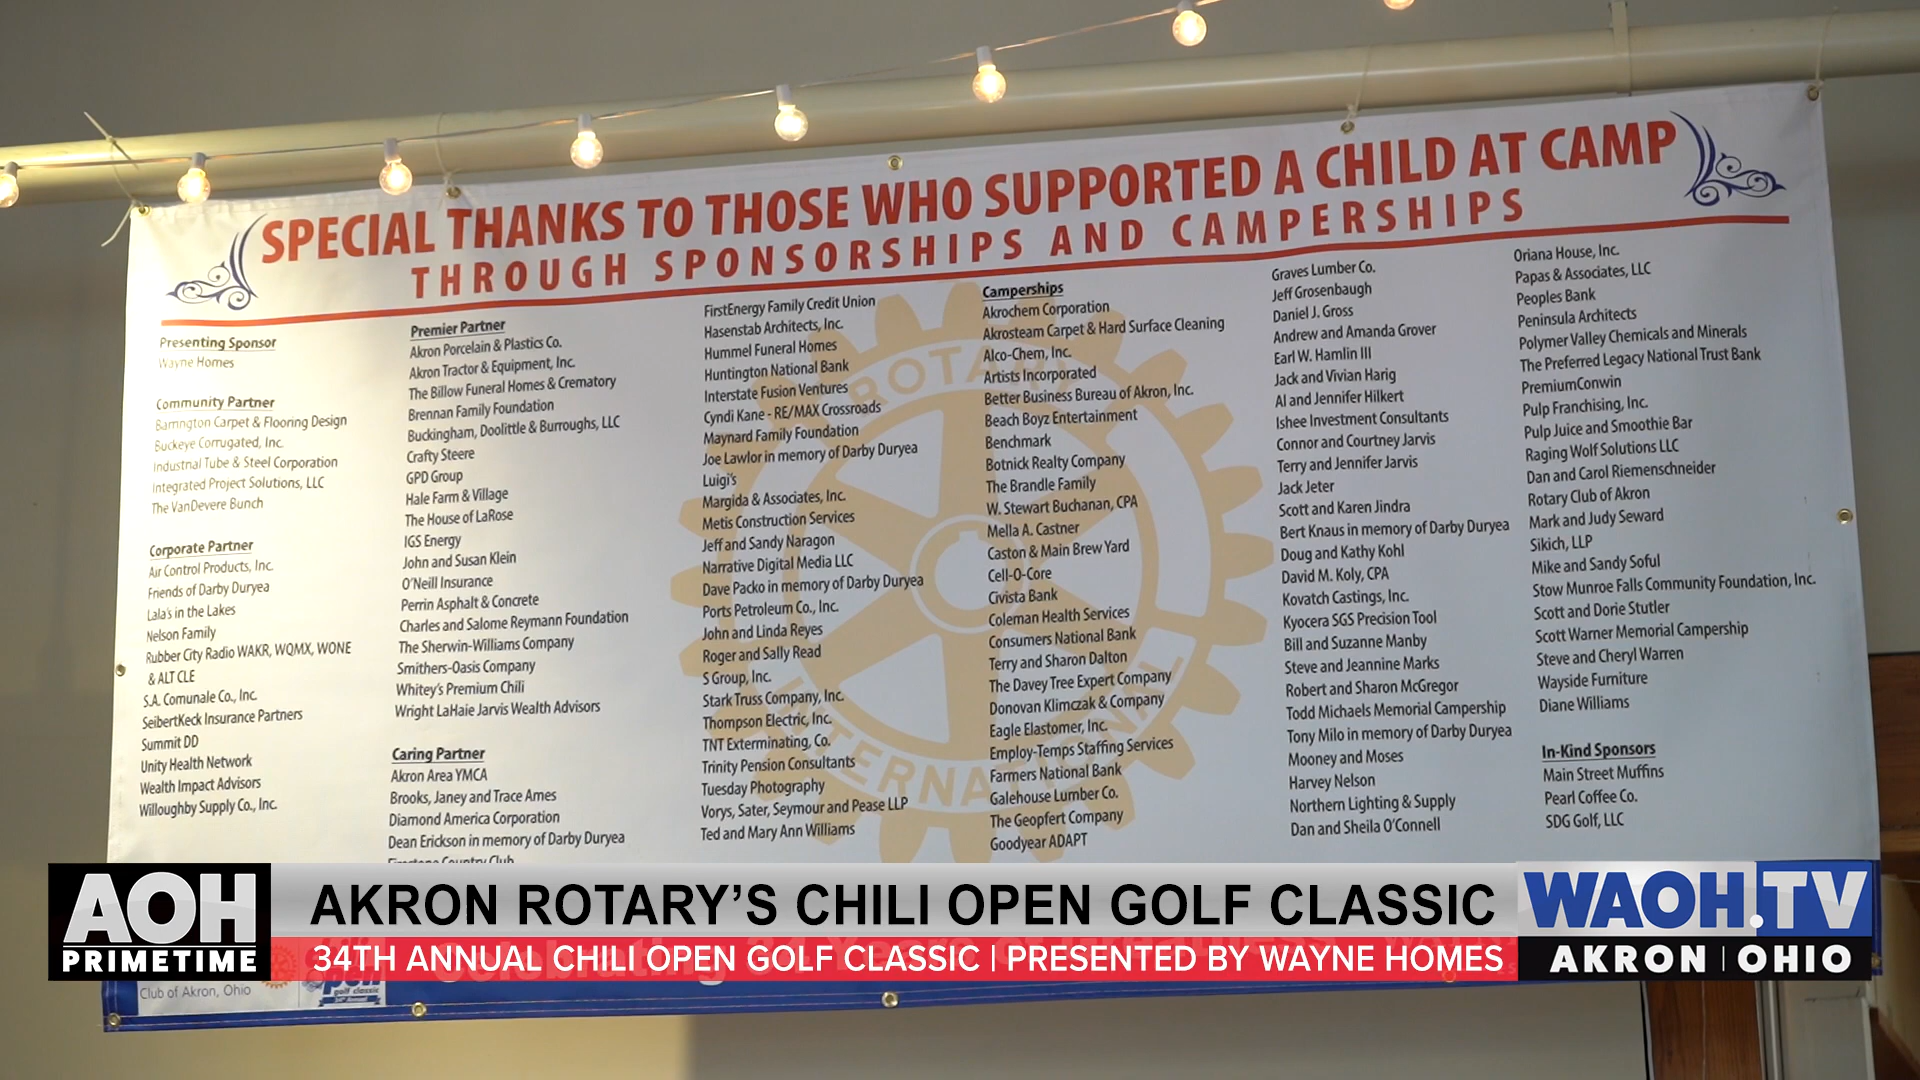 SPECIAL THANKS TO THOSE WHO SUPPORTED A CHILD AT CAMP
THROUGH SPONSORSHIPS AND CAMPERSHIPS
Presenting Sponsor
Wayne Homes
Community Partner
Barrington Carpet & Flooring Design
Buckeye Corrugated, Inc.
Industrial Tube & Steel Corporation
Integrated Project Solutions, LLC
The VanDevere Bunch
Corporate Partner
Air Control Products, Inc.
Friends of Darby Duryea
Lala's in the Lakes
Nelson Family
Rubber City Radio WAKR, WQMX, WONE
& ALT CLE
S.A. Comunale Co., Inc.
SeibertKeck Insurance Partners
Summit DD
Unity Health Network
Wealth Impact Advisors
Willoughby Supply Co., Inc.
Premier Partner
Akron Porcelain & Plastics Co.
Akron Tractor & Equipment, Inc.
The Billow Funeral Homes & Crematory
Brennan Family Foundation
Buckingham, Doolittle & Burroughs, LLC
Crafty Steere
GPD Group
Hale Farm & Village
The House of LaRose
IGS Energy
John and Susan Klein
O'Neill Insurance
Perrin Asphalt & Concrete
Charles and Salome Reymann Foundation
The Sherwin-Williams Company
Smithers-Oasis Company
Whitey's Premium Chili
Wright LaHaie Jarvis Wealth Advisors
Caring Partner
Akron Area YMCA
Brooks, Janey and Trace Ames
Diamond America Corporation
Dean Erickson in memory of Darby Duryea
Firestone Country Club
FirstEnergy Family Credit Union
Hasenstab Architects, Inc.
Hummel Funeral Homes
Huntington National Bank
Interstate Fusion Ventures
Cyndi Kane - RE/MAX Crossroads
Maynard Family Foundation
Joe Lawlor in memory of Darby Duryea
Luigi's
Margida & Associates, Inc.
Metis Construction Services
Jeff and Sandy Naragon
Narrative Digital Media LLC
Dave Packo in memory of Darby Duryea
Ports Petroleum Co., Inc.
John and Linda Reyes
Roger and Sally Read
S Group, Inc.
Stark Truss Company, Inc.
Thompson Electric, Inc.
TNT Exterminating, Co.
Trinity Pension Consultants
Tuesday Photography
Vorys, Sater, Seymour and Pease LLP
Ted and Mary Ann Williams
Camperships
Akrochem Corporation
Akrosteam Carpet & Hard Surface Cleaning
Alco-Chem, Inc.
Artists Incorporated
Better Business Bureau of Akron, Inc.
Beach Boyz Entertainment
Benchmark
Botnick Realty Company
The Brandle Family
W. Stewart Buchanan, CPA
Mella A. Castner
Caston & Main Brew Yard
Cell-O-Core
Civista Bank
Coleman Health Services
Consumers National Bank
Terry and Sharon Dalton
The Davey Tree Expert Company
Donovan Klimczak & Company
Eagle Elastomer, Inc.
Employ-Temps Staffing Services
Farmers National Bank
Galehouse Lumber Co.
The Geopfert Company
Goodyear ADAPT
Graves Lumber Co.
Jeff Grosenbaugh
Daniel J. Gross
Andrew and Amanda Grover
Earl W. Hamlin III
Jack and Vivian Harig
Al and Jennifer Hilkert
Ishee Investment Consultants
Connor and Courtney Jarvis
Terry and Jennifer Jarvis
Jack Jeter
Scott and Karen Jindra
Bert Knaus in memory of Darby Duryea
Doug and Kathy Kohl
David M. Koly, CPA
Kovatch Castings, Inc.
Kyocera SGS Precision Tool
Bill and Suzanne Manby
Steve and Jeannine Marks
Robert and Sharon McGregor
Todd Michaels Memorial Campership
Tony Milo in memory of Darby Duryea
Mooney and Moses
Harvey Nelson
Northern Lighting & Supply
Dan and Sheila O'Connell
Oriana House, Inc.
Papas & Associates, LLC
Peoples Bank
Peninsula Architects
Polymer Valley Chemicals and Minerals
The Preferred Legacy National Trust Bank
PremiumConwin
Pulp Franchising, Inc.
Pulp Juice and Smoothie Bar
Raging Wolf Solutions LLC
Dan and Carol Riemenschneider
Rotary Club of Akron
Mark and Judy Seward
Sikich, LLP
Mike and Sandy Soful
Stow Munroe Falls Community Foundation, Inc.
Scott and Dorie Stutler
Scott Warner Memorial Campership
Steve and Cheryl Warren
Wayside Furniture
Diane Williams
In-Kind Sponsors
Main Street Muffins
Pearl Coffee Co.
SDG Golf, LLC
ROTARY
INTERNATIONAL
AOH
PRIMETIME
AKRON ROTARY'S CHILI OPEN GOLF CLASSIC
34TH ANNUAL CHILI OPEN GOLF CLASSIC | PRESENTED BY WAYNE HOMES
WAOH.TV
AKRON | OHIO
Club of Akron, Ohio
golf classic